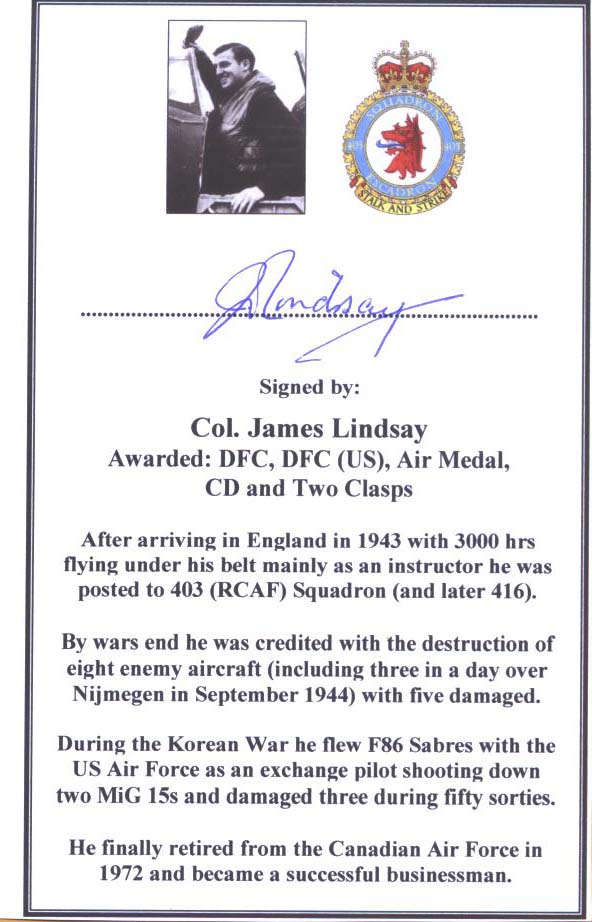 SQUADRON
403 403
ESCADRON
STALK AND STRIKE
J Lindsay
Signed by:
Col. James Lindsay
Awarded: DFC, DFC (US), Air Medal,
CD and Two Clasps
After arriving in England in 1943 with 3000 hrs
flying under his belt mainly as an instructor he was
posted to 403 (RCAF) Squadron (and later 416).
By wars end he was credited with the destruction of
eight enemy aircraft (including three in a day over
Nijmegen in September 1944) with five damaged.
During the Korean War he flew F86 Sabres with the
US Air Force as an exchange pilot shooting down
two MiG 15s and damaged three during fifty sorties.
He finally retired from the Canadian Air Force in
1972 and became a successful businessman.